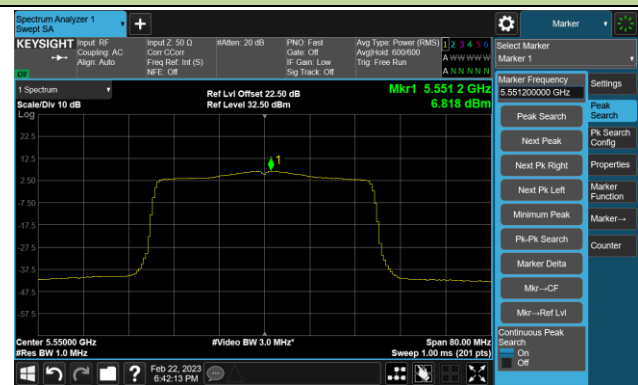 Spectrum Analyzer 1
Swept SA
Marker
KEYSIGHT
Input: RF
Coupling: AC
Align: Auto
Input Z: 50 Ω
Corr CCorr
Freq Ref: Int (S)
NFE: Off
#Atten: 20 dB
PNO: Fast
Gate: Off
IF Gain: Low
Sig Track: Off
Avg Type: Power (RMS)
Avg|Hold: 600/600
Trig: Free Run
1 2 3 4 5 6
A W W W W W
A N N N N N
Select Marker
Marker 1
1 Spectrum
Scale/Div 10 dB
Log
Ref Lvl Offset 22.50 dB
Ref Level 32.50 dBm
Mkr1 5.551 2 GHz
6.818 dBm
22.5
12.5
2.50
-7.50
-17.5
-27.5
-37.5
-47.5
-57.5
1
Center 5.55000 GHz
#Res BW 1.0 MHz
#Video BW 3.0 MHz*
Span 80.00 MHz
Sweep 1.00 ms (201 pts)
Marker Frequency
5.551200000 GHz
Peak Search
Next Peak
Next Pk Right
Next Pk Left
Minimum Peak
Pk-Pk Search
Marker Delta
Mkr→CF
Mkr→Ref Lvl
Continuous Peak
Search
On
Off
Settings
Peak
Search
Pk Search
Config
Properties
Marker
Function
Marker→
Counter
Feb 22, 2023
6:42:13 PM